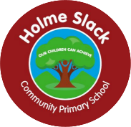 Holme Slack
OUR CHILDREN CAN ACHIEVE
Community Primary School